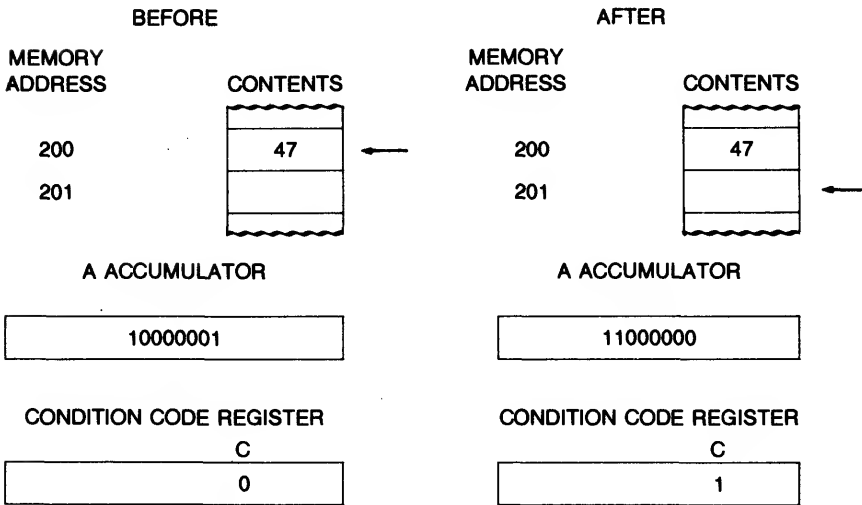 BEFORE
MEMORY
ADDRESS CONTENTS
200 47
201
A ACCUMULATOR
10000001
CONDITION CODE REGISTER
C
0
AFTER
MEMORY
ADDRESS CONTENTS
200 47
201
A ACCUMULATOR
11000000
CONDITION CODE REGISTER
C
1